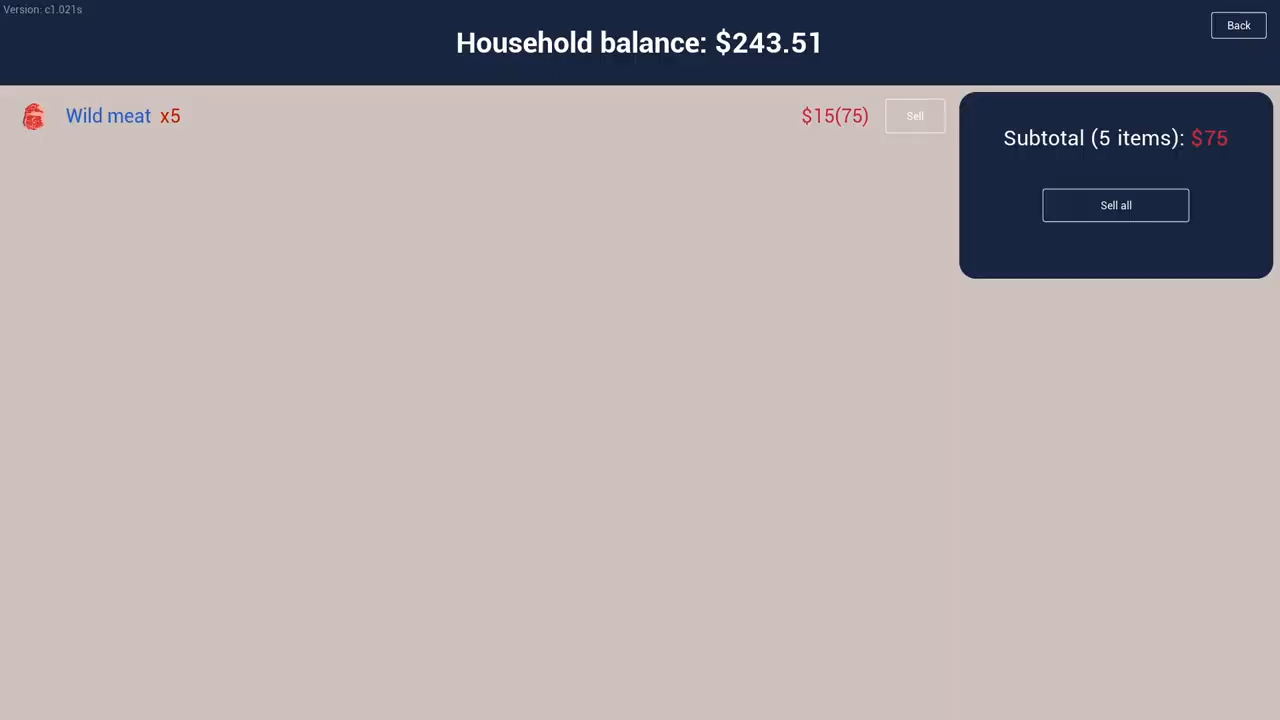 Version: c1.021s
Household balance: $243.51
Back
Wild meat x5 $15(75) Sell
Subtotal (5 items): $75
Sell all